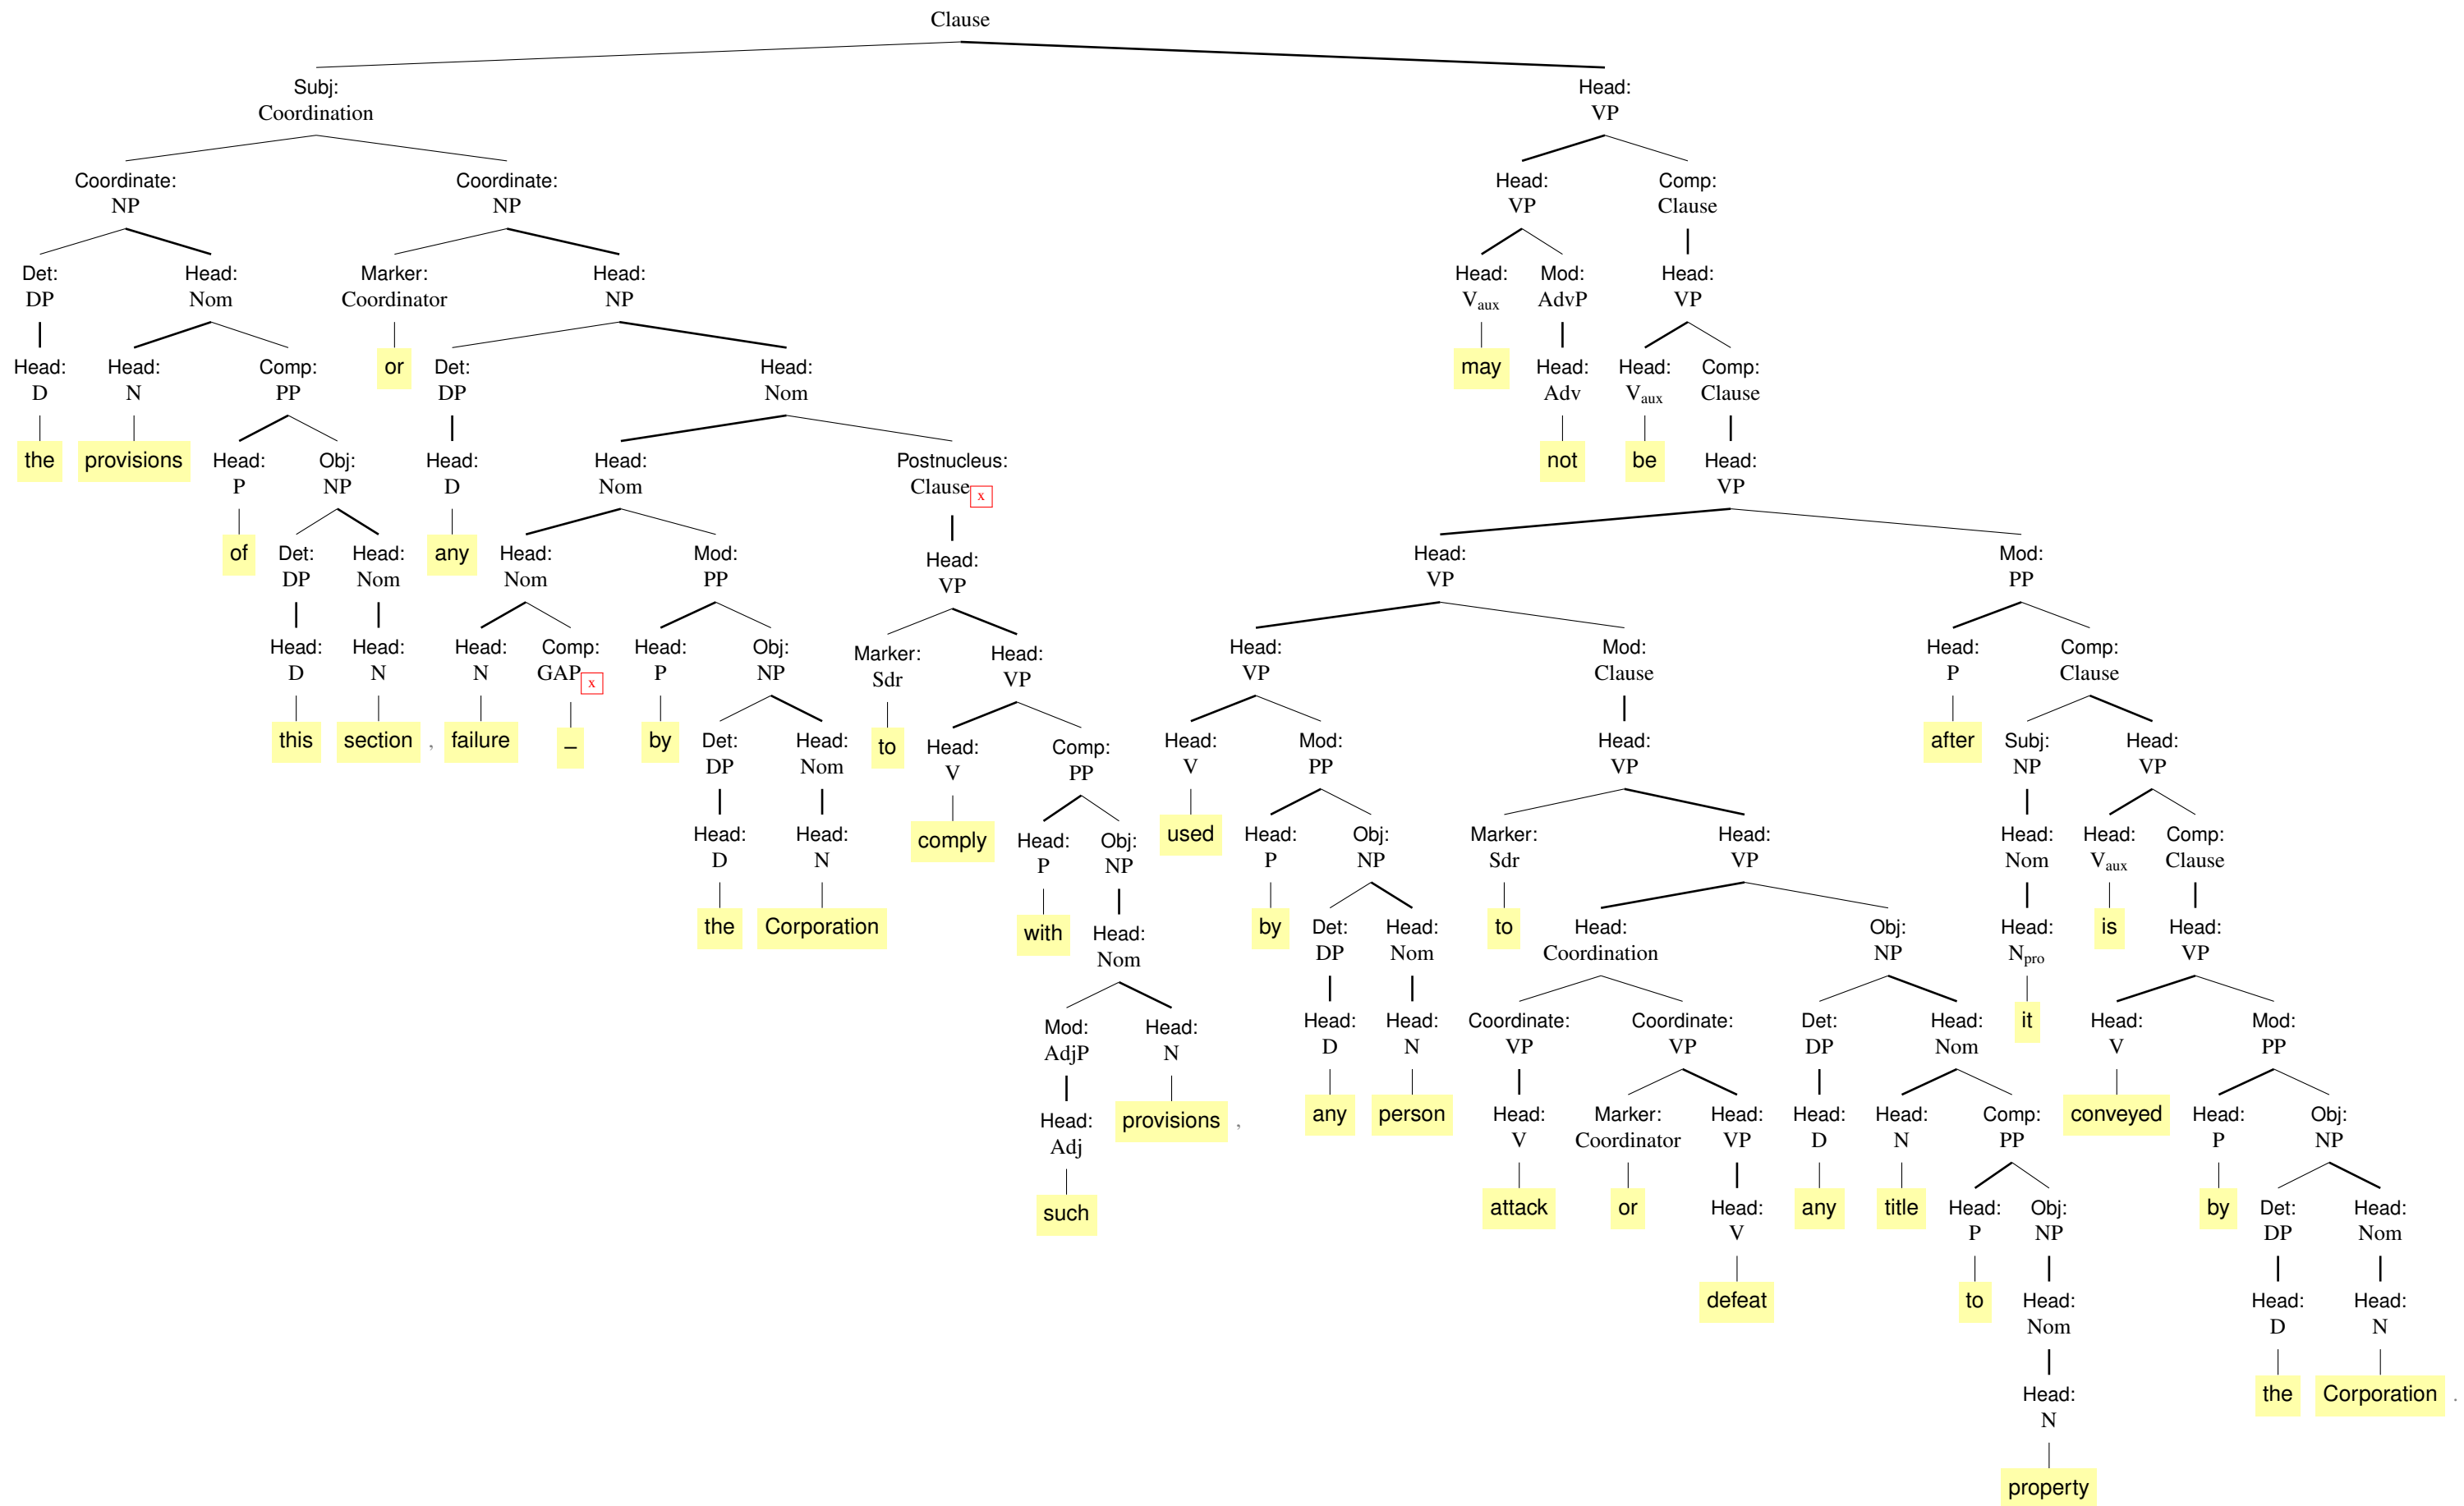 Clause
Subj: Head:
Coordination VP
Coordinate: Coordinate: Head: Comp:
NP NP VP Clause
Det: Head: Marker: Head: Head: Mod: Head:
DP Nom Coordinator NP Vaux AdvP VP
Head: Head: Comp: or Det: Head: may Head: Head: Comp:
D N PP DP Nom Adv Vaux Clause
the provisions Head: Obj: Head: Head: Postnucleus: not be Head:
P NP D Nom Clause x VP
of Det: Head: any Head: Mod: Head: Head: Mod:
DP Nom Nom PP VP VP PP
Head: Head: Head: Comp: Head: Obj: Marker: Head: Head: Mod: Head: Comp:
D N N GAP x P NP Sdr VP VP Clause P Clause
this section , failure – by Det: Head: to Head: Comp: Head: Mod: Head: after Subj: Head:
DP Nom V PP V PP VP NP VP
Head: Head: comply Head: Obj: used Head: Obj: Marker: Head: Head: Head: Comp:
D N P NP P NP Sdr VP Nom Vaux Clause
the Corporation with Head: by Det: Head: to Head: Obj: Head: is Head:
Nom DP Nom Coordination NP Npro VP
Mod: Head: Head: Head: Coordinate: Coordinate: Det: Head: it Head: Mod:
AdjP N D N VP VP DP Nom V PP
Head: provisions , any person Head: Marker: Head: Head: Head: Comp: conveyed Head: Obj:
Adj V Coordinator VP D N PP P NP
such attack or Head: any title Head: Obj: by Det: Head:
V P NP DP Nom
defeat to Head: Head: Head:
Nom D N
Head: the Corporation .
N
property